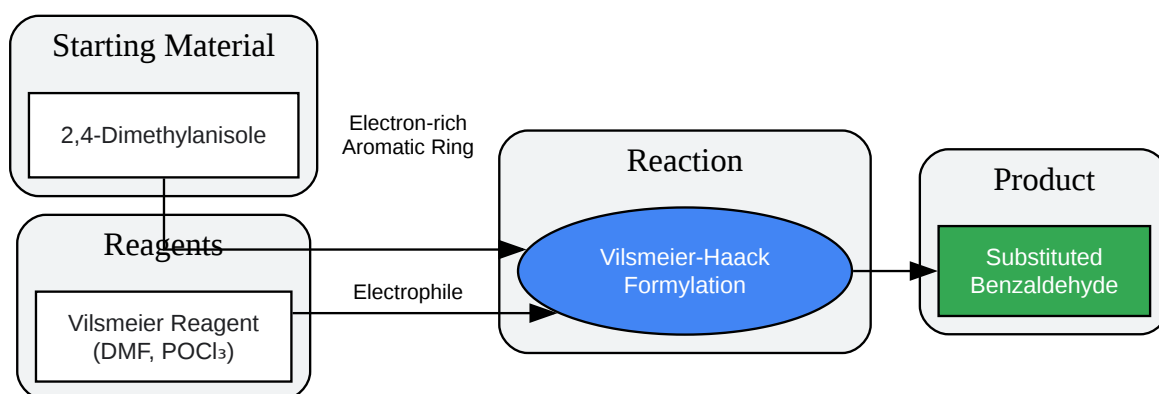 Starting Material
2,4-Dimethylanisole
Electron-rich
Aromatic Ring
Reagents
Vilsmeier Reagent
(DMF, POCl₃)
Electrophile
Reaction
Vilsmeier-Haack
Formylation
Product
Substituted
Benzaldehyde